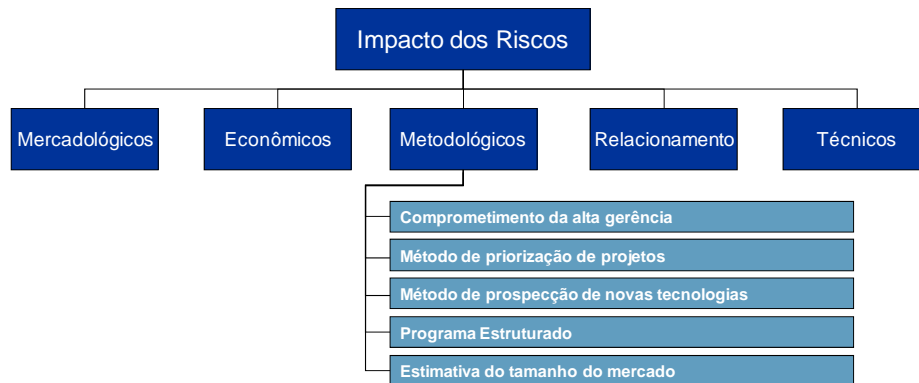 Impacto dos Riscos
Mercadológicos
Econômicos
Metodológicos
Relacionamento
Técnicos
Comprometimento da alta gerência
Método de priorização de projetos
Método de prospecção de novas tecnologias
Programa Estruturado
Estimativa do tamanho do mercado